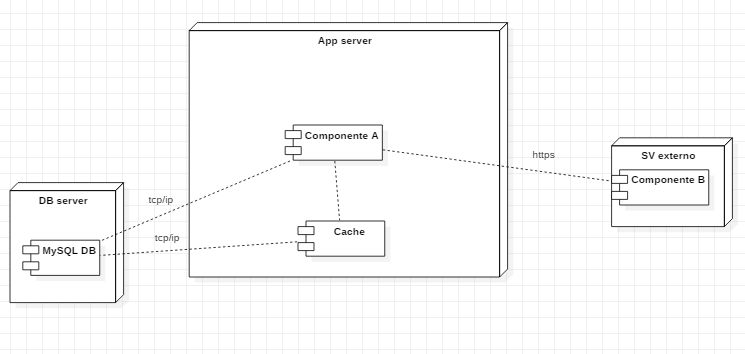 App server
Componente A
https
SV externo
Componente B
DB server
tcp/ip
tcp/ip
MySQL DB
Cache